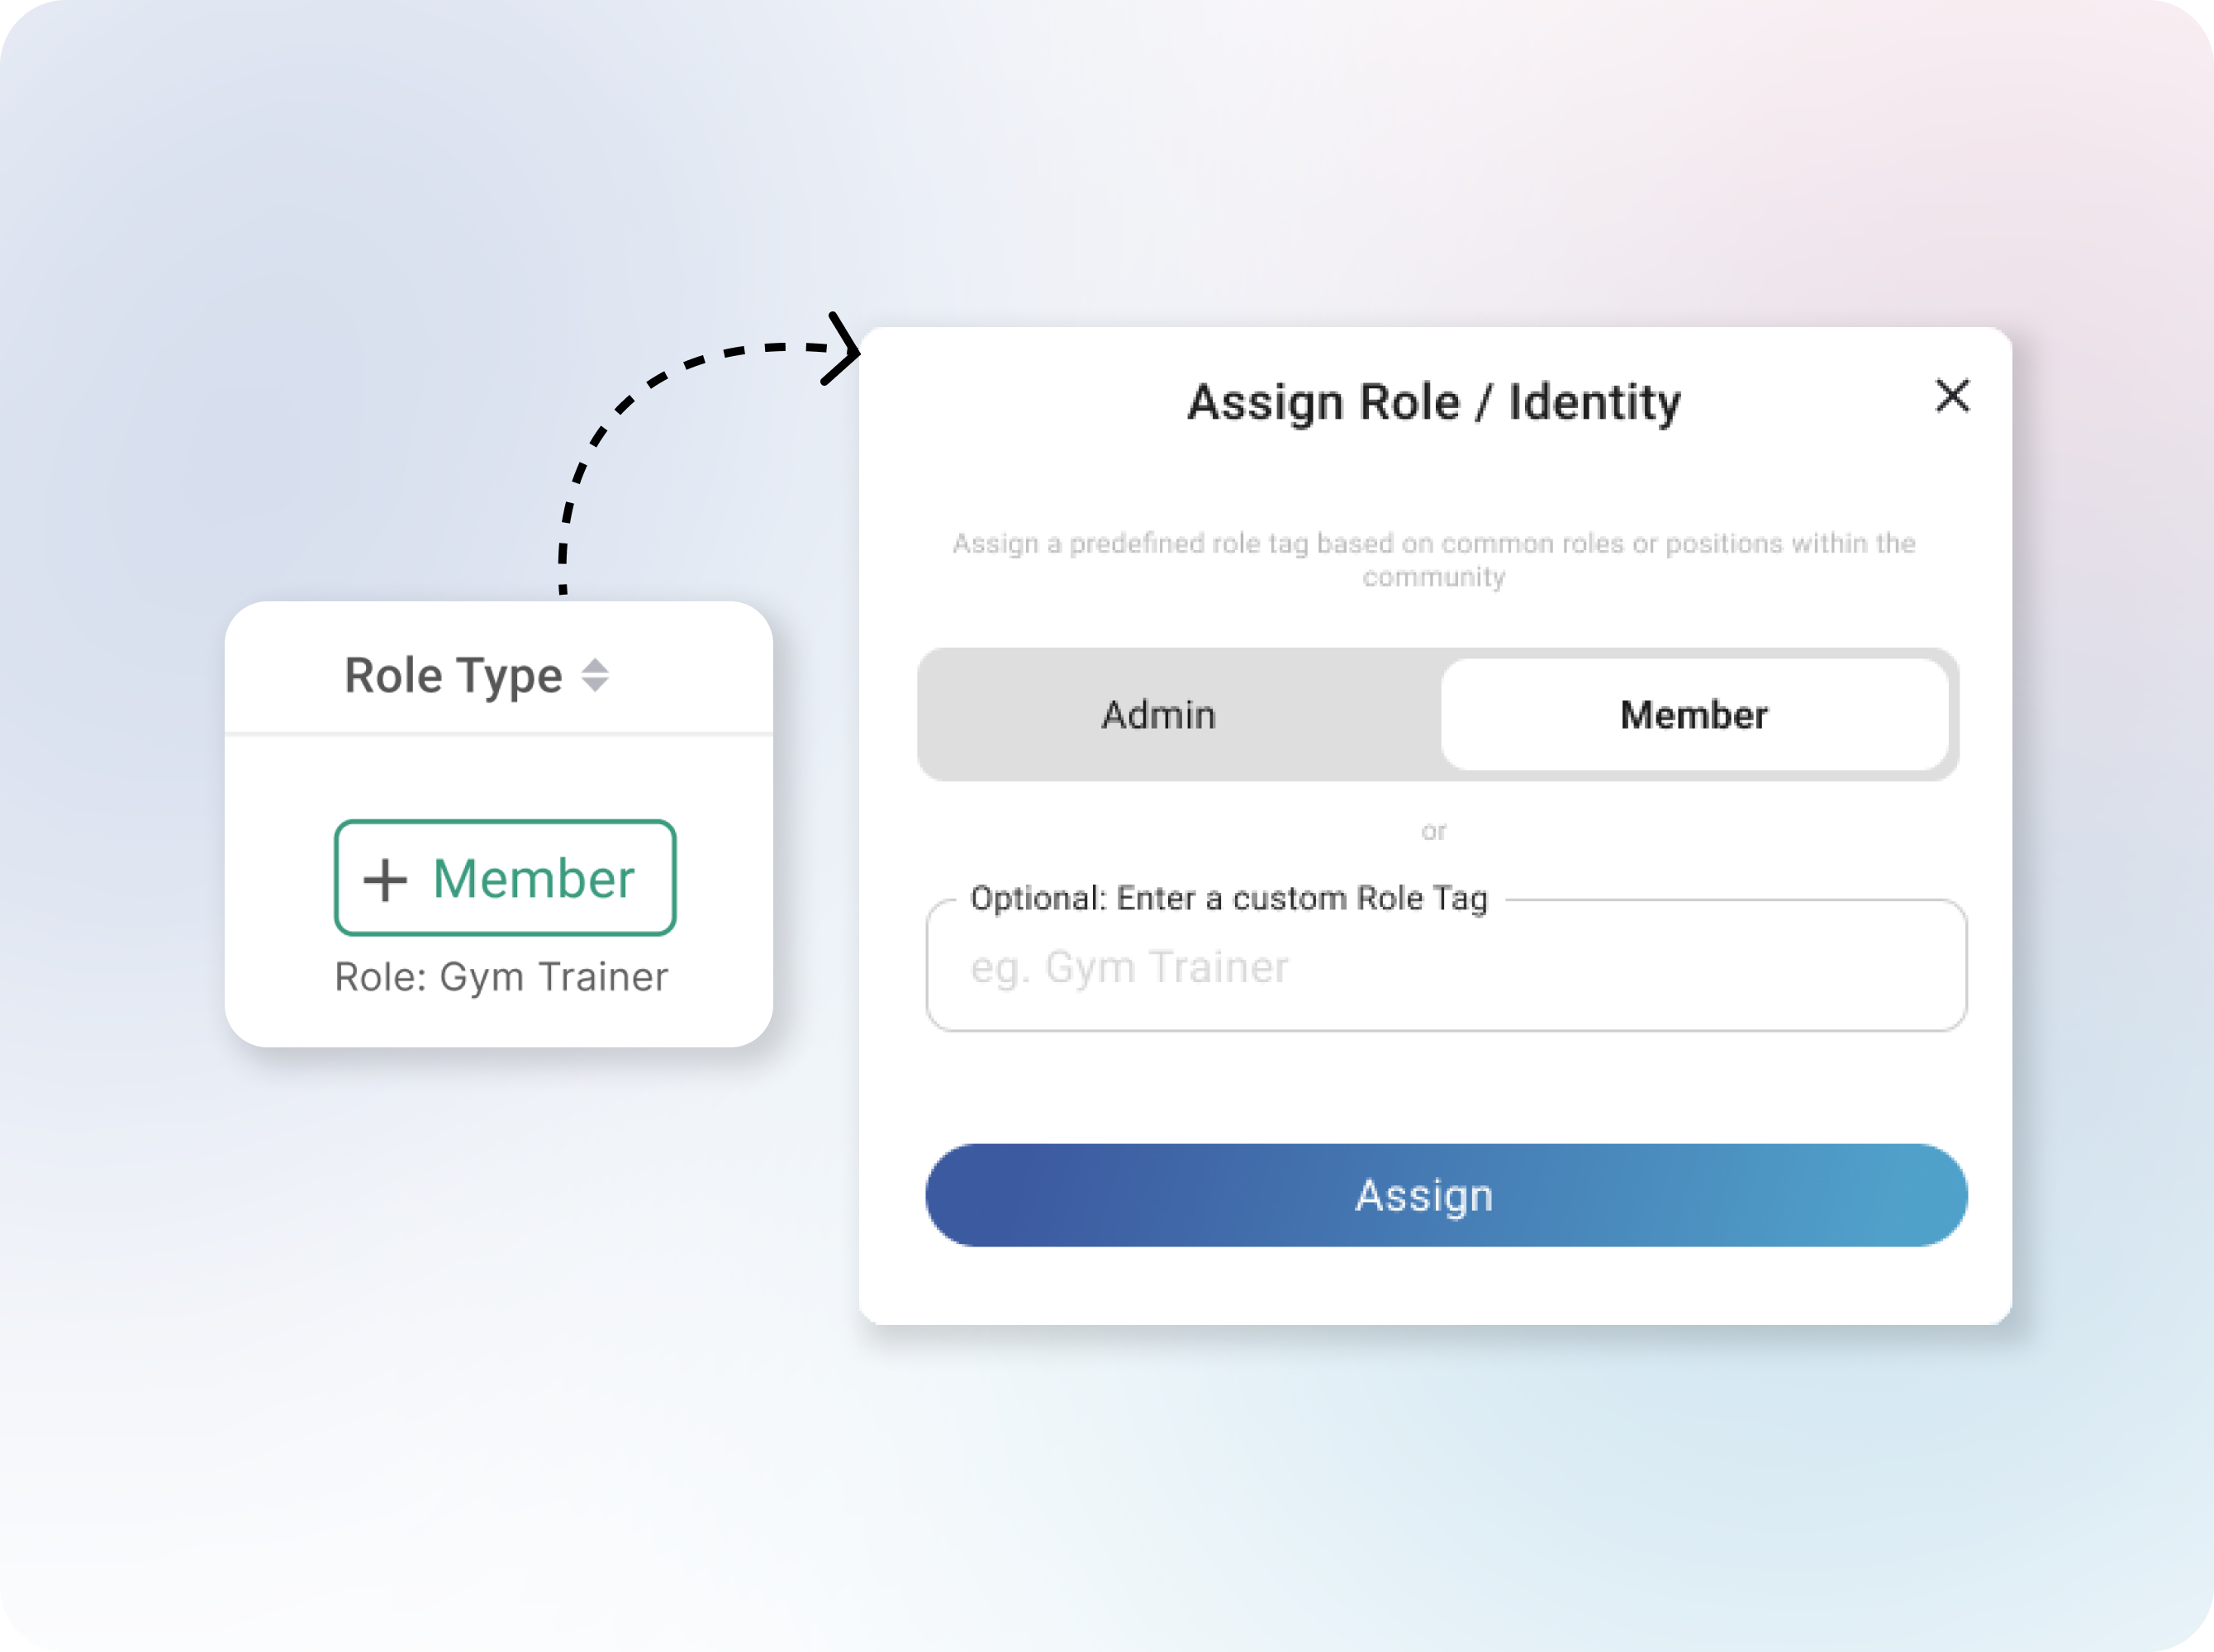 Role Type
+ Member
Role: Gym Trainer
Assign Role / Identity
Assign a predefined role tag based on common roles or positions within the
community
Admin
Member
or
Optional: Enter a custom Role Tag
eg. Gym Trainer
Assign